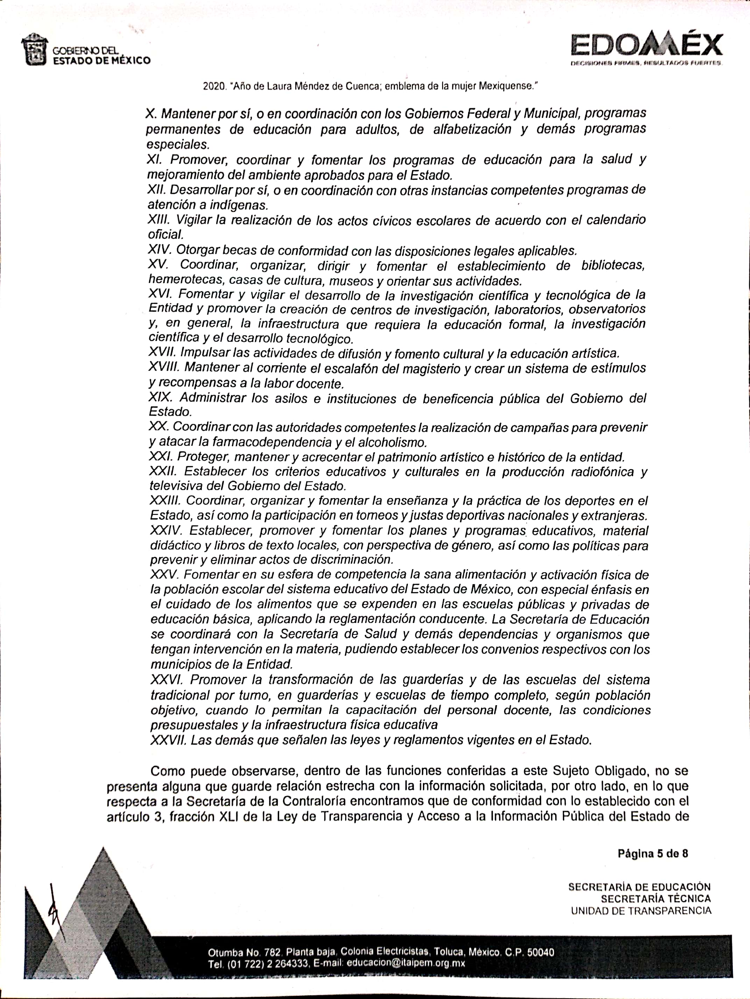 GOBIERNO DEL
ESTADO DE MÉXICO
EDOMÉX
DECISIONES FIRMES, RESULTADOS FUERTES.
2020. "Año de Laura Méndez de Cuenca; emblema de la mujer Mexiquense."
X. Mantener por sí, o en coordinación con los Gobiernos Federal y Municipal, programas
permanentes de educación para adultos, de alfabetización y demás programas
especiales.
XI. Promover, coordinar y fomentar los programas de educación para la salud y
mejoramiento del ambiente aprobados para el Estado.
XII. Desarrollar por sí, o en coordinación con otras instancias competentes programas de
atención a indígenas.
XIII. Vigilar la realización de los actos cívicos escolares de acuerdo con el calendario
oficial.
XIV. Otorgar becas de conformidad con las disposiciones legales aplicables.
XV. Coordinar, organizar, dirigir y fomentar el establecimiento de bibliotecas,
hemerotecas, casas de cultura, museos y orientar sus actividades.
XVI. Fomentar y vigilar el desarrollo de la investigación científica y tecnológica de la
Entidad y promover la creación de centros de investigación, laboratorios, observatorios
y, en general, la infraestructura que requiera la educación formal, la investigación
científica y el desarrollo tecnológico.
XVII. Impulsar las actividades de difusión y fomento cultural y la educación artística.
XVIII. Mantener al corriente el escalafón del magisterio y crear un sistema de estímulos
y recompensas a la labor docente.
XIX. Administrar los asilos e instituciones de beneficencia pública del Gobierno del
Estado.
XX. Coordinar con las autoridades competentes la realización de campañas para prevenir
y atacar la farmacodependencia y el alcoholismo.
XXI. Proteger, mantener y acrecentar el patrimonio artístico e histórico de la entidad.
XXII. Establecer los criterios educativos y culturales en la producción radiofónica y
televisiva del Gobierno del Estado.
XXIII. Coordinar, organizar y fomentar la enseñanza y la práctica de los deportes en el
Estado, así como la participación en torneos y justas deportivas nacionales y extranjeras.
XXIV. Establecer, promover y fomentar los planes y programas educativos, material
didáctico y libros de texto locales, con perspectiva de género, así como las políticas para
prevenir y eliminar actos de discriminación.
XXV. Fomentar en su esfera de competencia la sana alimentación y activación física de
la población escolar del sistema educativo del Estado de México, con especial énfasis en
el cuidado de los alimentos que se expenden en las escuelas públicas y privadas de
educación básica, aplicando la reglamentación conducente. La Secretaría de Educación
se coordinará con la Secretaría de Salud y demás dependencias y organismos que
tengan intervención en la materia, pudiendo establecer los convenios respectivos con los
municipios de la Entidad.
XXVI. Promover la transformación de las guarderías y de las escuelas del sistema
tradicional por turno, en guarderías y escuelas de tiempo completo, según población
objetivo, cuando lo permitan la capacitación del personal docente, las condiciones
presupuestales y la infraestructura física educativa
XXVII. Las demás que señalen las leyes y reglamentos vigentes en el Estado.
Como puede observarse, dentro de las funciones conferidas a este Sujeto Obligado, no se
presenta alguna que guarde relación estrecha con la información solicitada, por otro lado, en lo que
respecta a la Secretaría de la Contraloría encontramos que de conformidad con lo establecido con el
artículo 3, fracción XLI de la Ley de Transparencia y Acceso a la Información Pública del Estado de
Página 5 de 8
SECRETARÍA DE EDUCACIÓN
SECRETARÍA TÉCNICA
UNIDAD DE TRANSPARENCIA
Otumba No. 782, Planta baja, Colonia Electricistas, Toluca, México. C.P. 50040
Tel. (01 722) 2 264333, E-mail: educacion@itaipem.org.mx